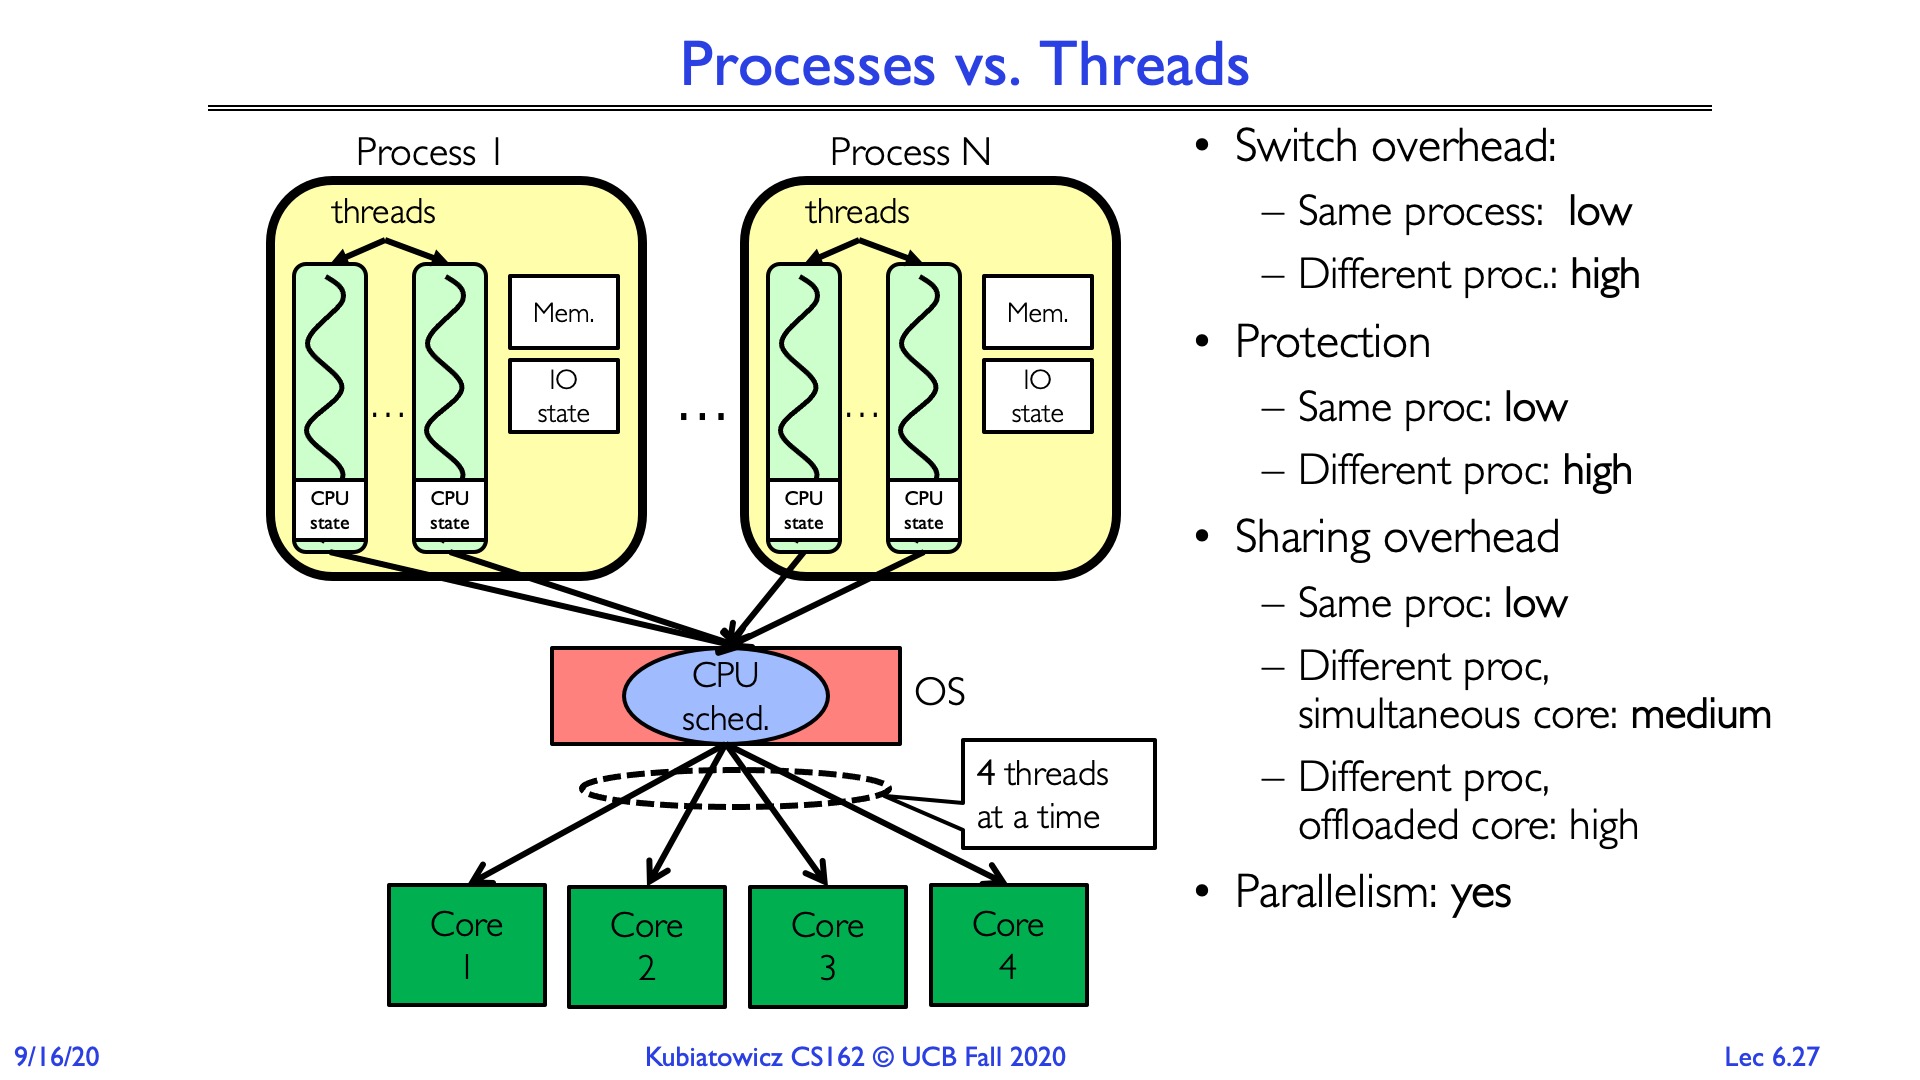 Processes vs. Threads
Process 1
threads
Mem.
IO
state
...
CPU
state
CPU
state
...
Process N
threads
Mem.
IO
state
...
CPU
state
CPU
state
CPU
sched.
OS
4 threads
at a time
Core
1
Core
2
Core
3
Core
4
• Switch overhead:
– Same process: low
– Different proc.: high
• Protection
– Same proc: low
– Different proc: high
• Sharing overhead
– Same proc: low
– Different proc,
simultaneous core: medium
– Different proc,
offloaded core: high
• Parallelism: yes
9/16/20
Kubiatowicz CS162 © UCB Fall 2020
Lec 6.27